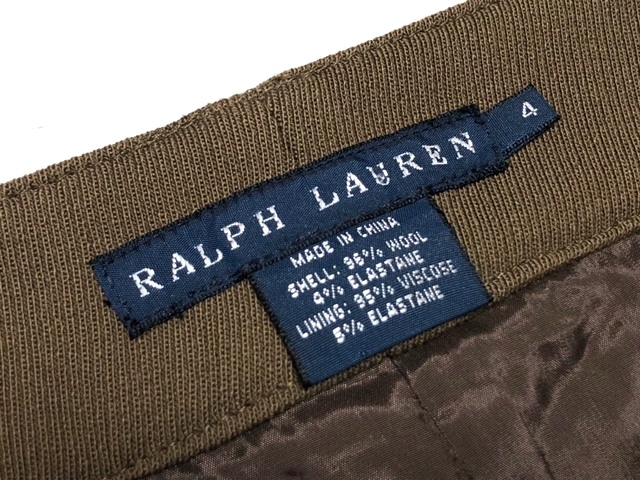 RALPH LAUREN
4
MADE IN CHINA
SHELL: 96% WOOL
4% ELASTANE
LINING: 95% VISCOSE
5% ELASTANE